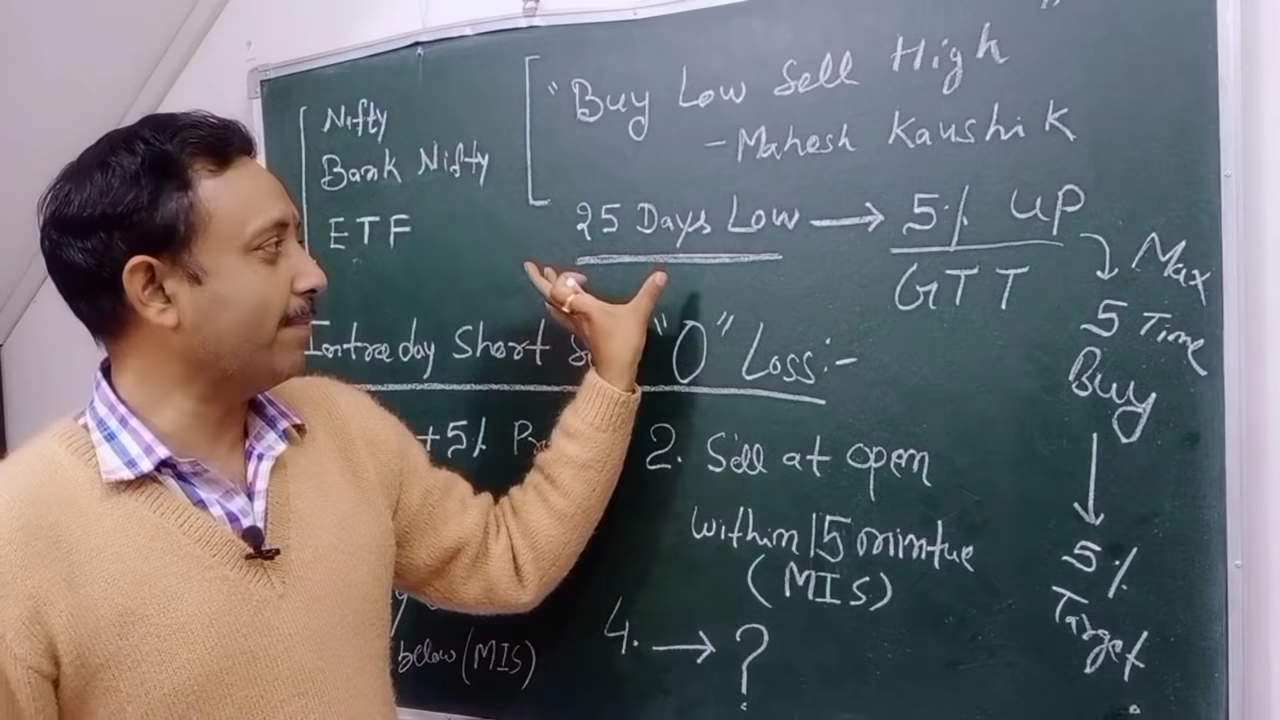 Nifty
Bank Nifty
ETF
"Buy Low Sell High"
- Mahesh Kaushik
25 Days Low → 5% UP
GTT
Max
5 Time
Buy
↓
5%
Target
Intraday Short "0" Loss:-
+5%
2. Sell at open
within 15 mintue
(MIS)
below (MIS)
4. → ?